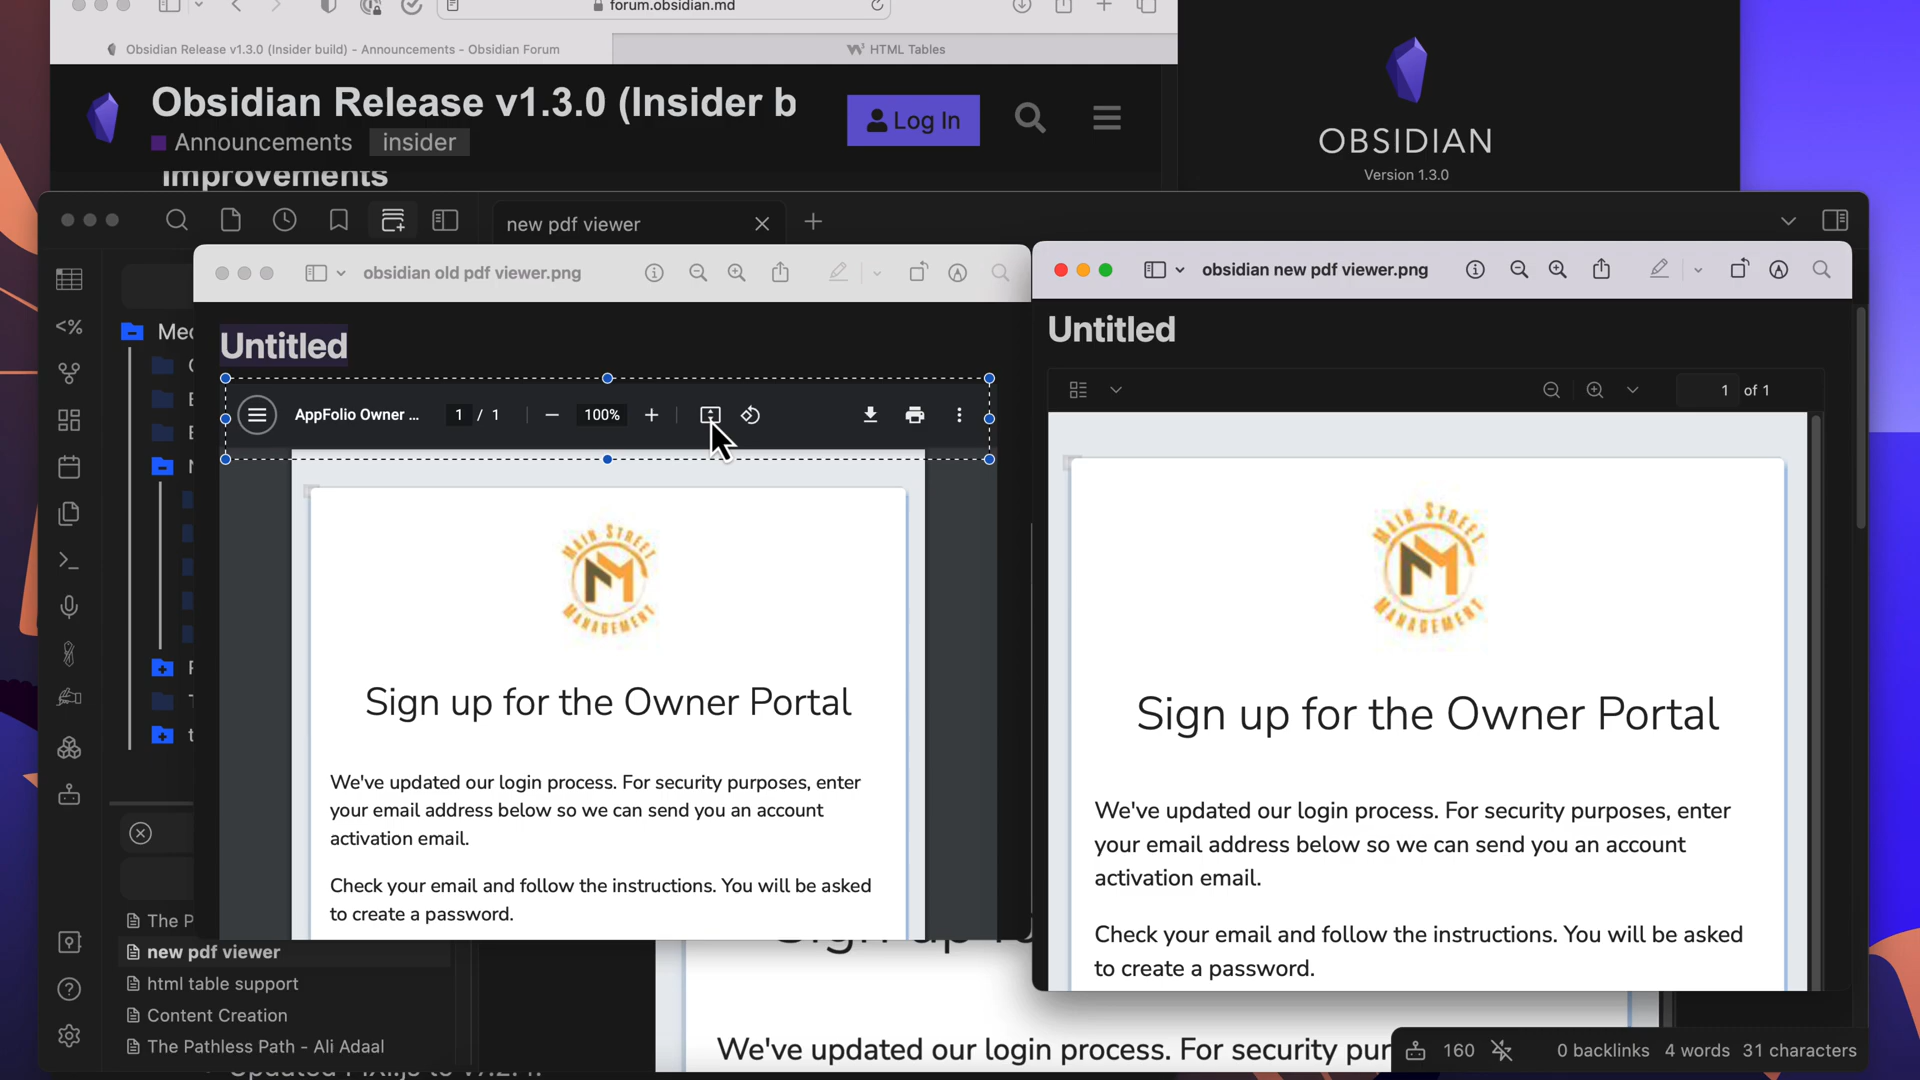 forum.obsidian.md
Obsidian Release v1.3.0 (Insider build) - Announcements - Obsidian Forum
HTML Tables
Obsidian Release v1.3.0 (Insider b
Announcements
insider
Log In
Improvements
OBSIDIAN
Version 1.3.0
new pdf viewer
obsidian old pdf viewer.png
Untitled
AppFolio Owner ...
1 / 1
100%
MAIN STREET
MANAGEMENT
Sign up for the Owner Portal
We've updated our login process. For security purposes, enter
your email address below so we can send you an account
activation email.
Check your email and follow the instructions. You will be asked
to create a password.
obsidian new pdf viewer.png
Untitled
1 of 1
MAIN STREET
MANAGEMENT
Sign up for the Owner Portal
We've updated our login process. For security purposes, enter
your email address below so we can send you an account
activation email.
Check your email and follow the instructions. You will be asked
to create a password.
The P
new pdf viewer
html table support
Content Creation
The Pathless Path - Ali Adaal
We've updated our login process. For security pur
160
0 backlinks
4 words
31 characters